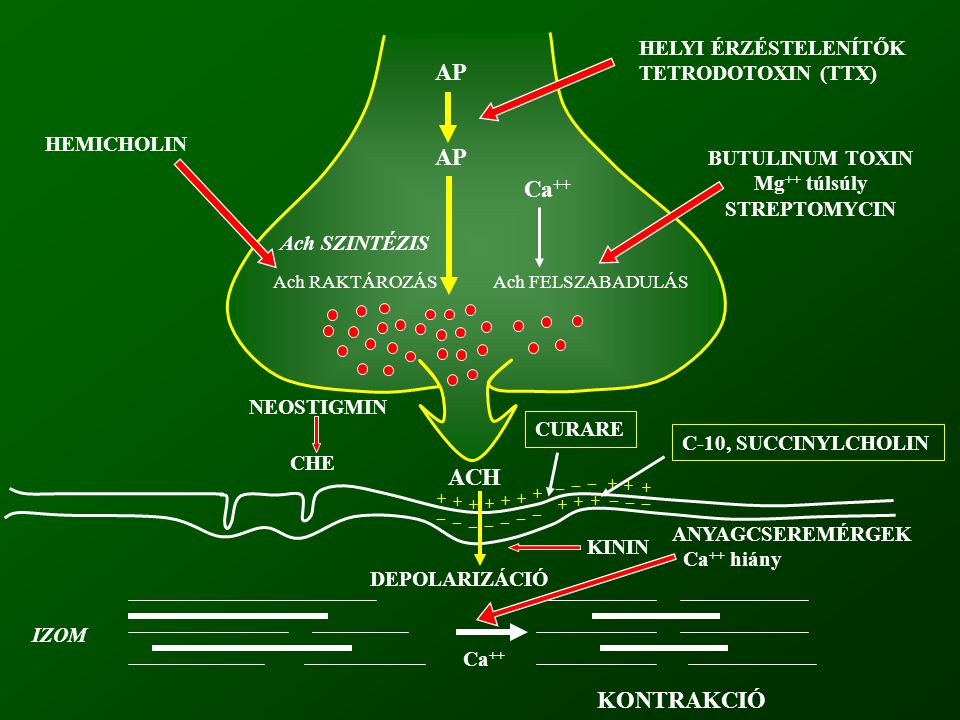 HELYI ÉRZÉSTELENÍTŐK
TETRODOTOXIN (TTX)
AP
HEMICHOLIN
AP
BUTULINUM TOXIN
Mg++ túlsúly
STREPTOMYCIN
Ca++
Ach SZINTÉZIS
Ach RAKTÁROZÁS
Ach FELSZABADULÁS
NEOSTIGMIN
CURARE
C-10, SUCCINYLCHOLIN
CHE
ACH
+ + + + + + + – – – + + +
– – – – – – – + + + – – –
ANYAGCSEREMÉRGEK
Ca++ hiány
KININ
DEPOLARIZÁCIÓ
IZOM
Ca++
KONTRAKCIÓ